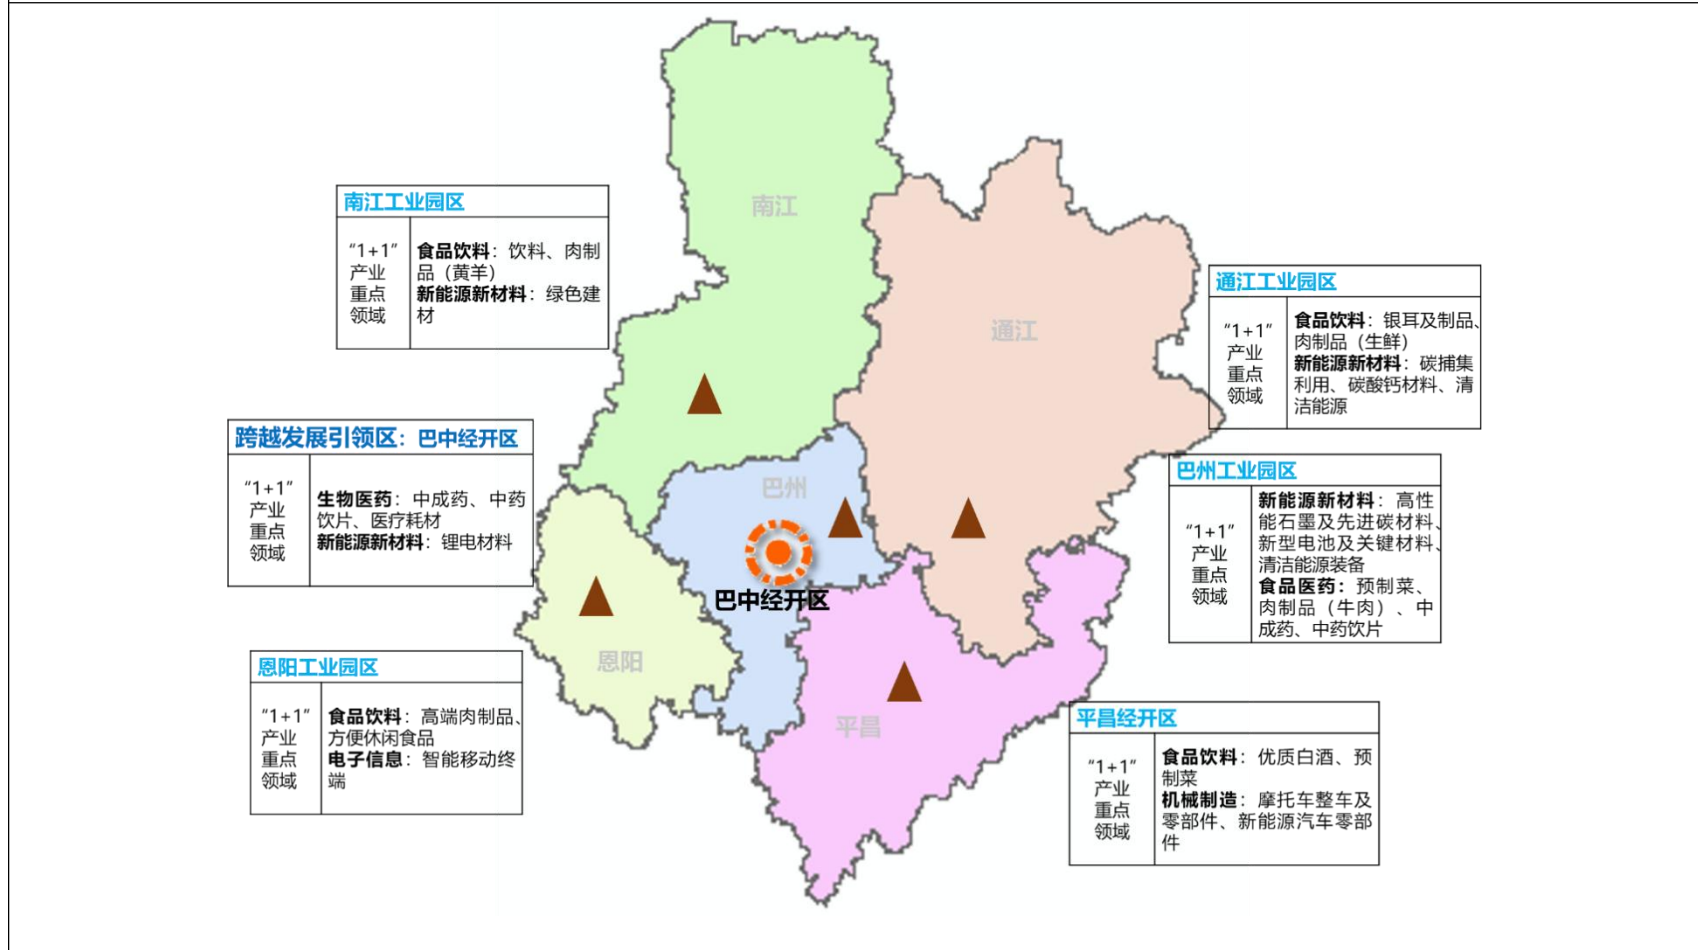 南江工业园区
“1+1”
产业
重点
领域
食品饮料：饮料、肉制
品（黄羊）
新能源新材料：绿色建
材
跨越发展引领区：巴中经开区
“1+1”
产业
重点
领域
生物医药：中成药、中药
饮片、医疗耗材
新能源新材料：锂电材料
恩阳工业园区
“1+1”
产业
重点
领域
食品饮料：高端肉制品、
方便休闲食品
电子信息：智能移动终
端
南江
通江
巴州
巴中经开区
恩阳
平昌
通江工业园区
“1+1”
产业
重点
领域
食品饮料：银耳及制品、
肉制品（生鲜）
新能源新材料：碳捕集
利用、碳酸钙材料、清
洁能源
巴州工业园区
“1+1”
产业
重点
领域
新能源新材料：高性
能石墨及先进碳材料、
新型电池及关键材料、
清洁能源装备
食品医药：预制菜、
肉制品（牛肉）、中
成药、中药饮片
平昌经开区
“1+1”
产业
重点
领域
食品饮料：优质白酒、预
制菜
机械制造：摩托车整车及
零部件、新能源汽车零部
件